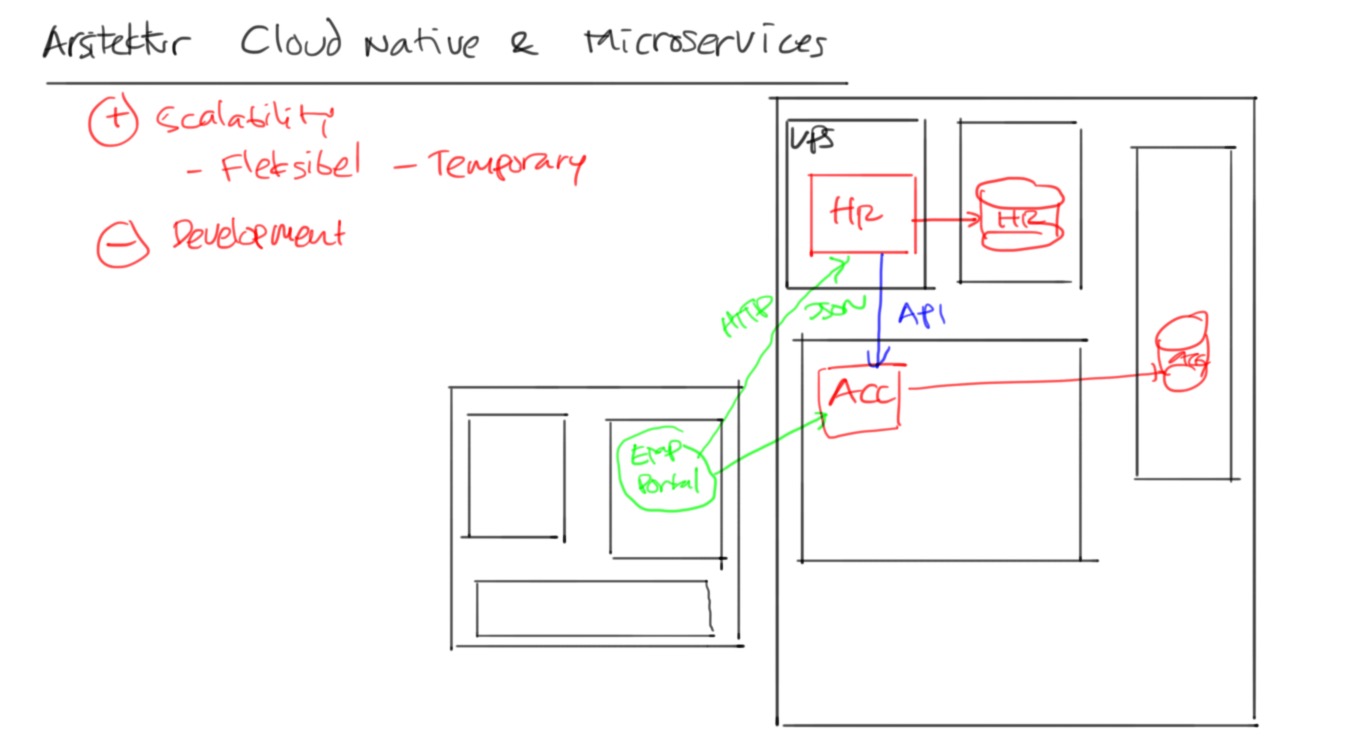 Arsitektur Cloud Native & Microservices
+ Scalability
- Fleksibel - Temporary
- Development
VPS
HR
HR
HTTP JSON
API
ACC
ACC
EMP
Portal